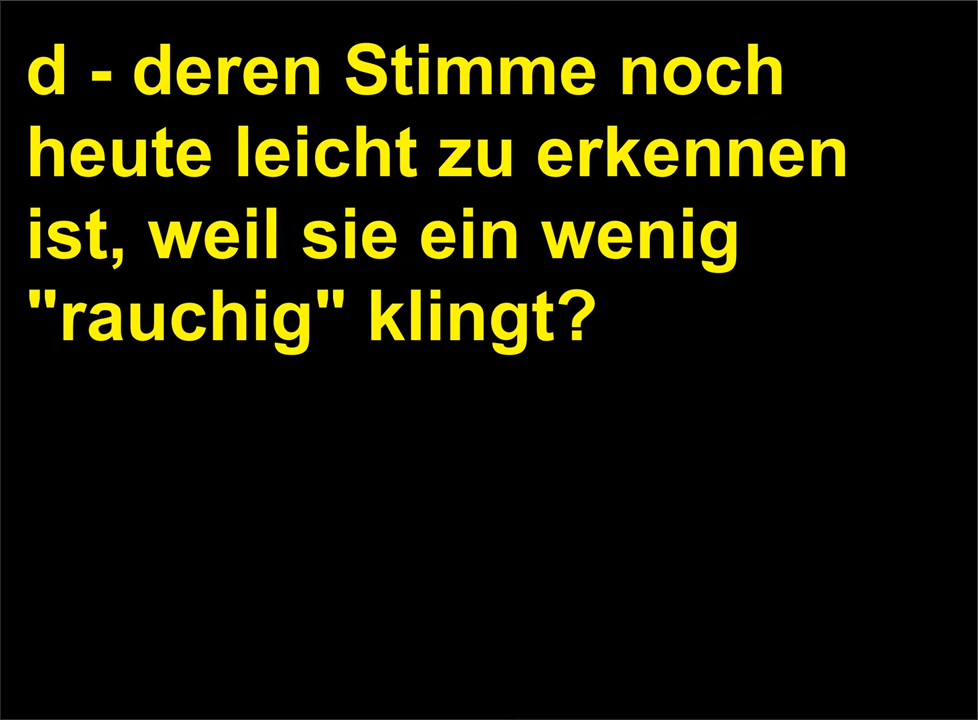 d - deren Stimme noch
heute leicht zu erkennen
ist, weil sie ein wenig
"rauchig" klingt?